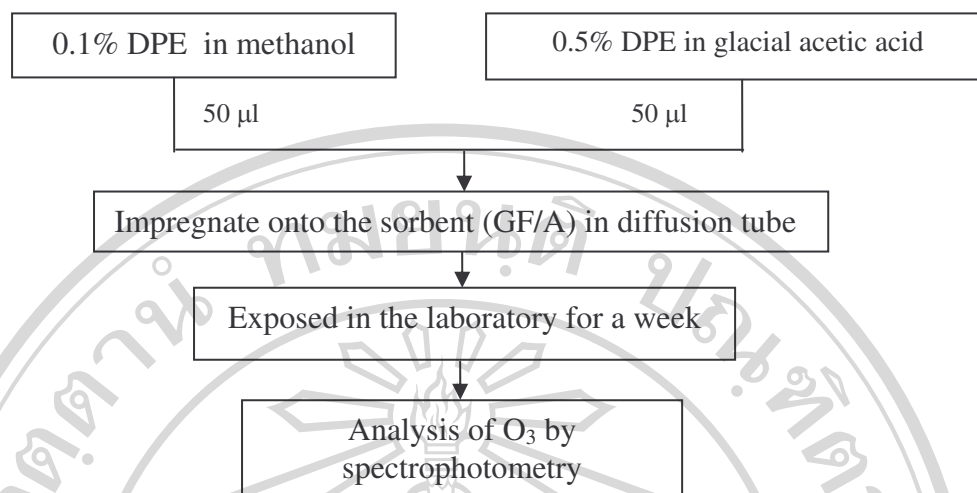 0.1% DPE in methanol
0.5% DPE in glacial acetic acid
50 µl
50 µl
Impregnate onto the sorbent (GF/A) in diffusion tube
Exposed in the laboratory for a week
Analysis of O₃ by
spectrophotometry